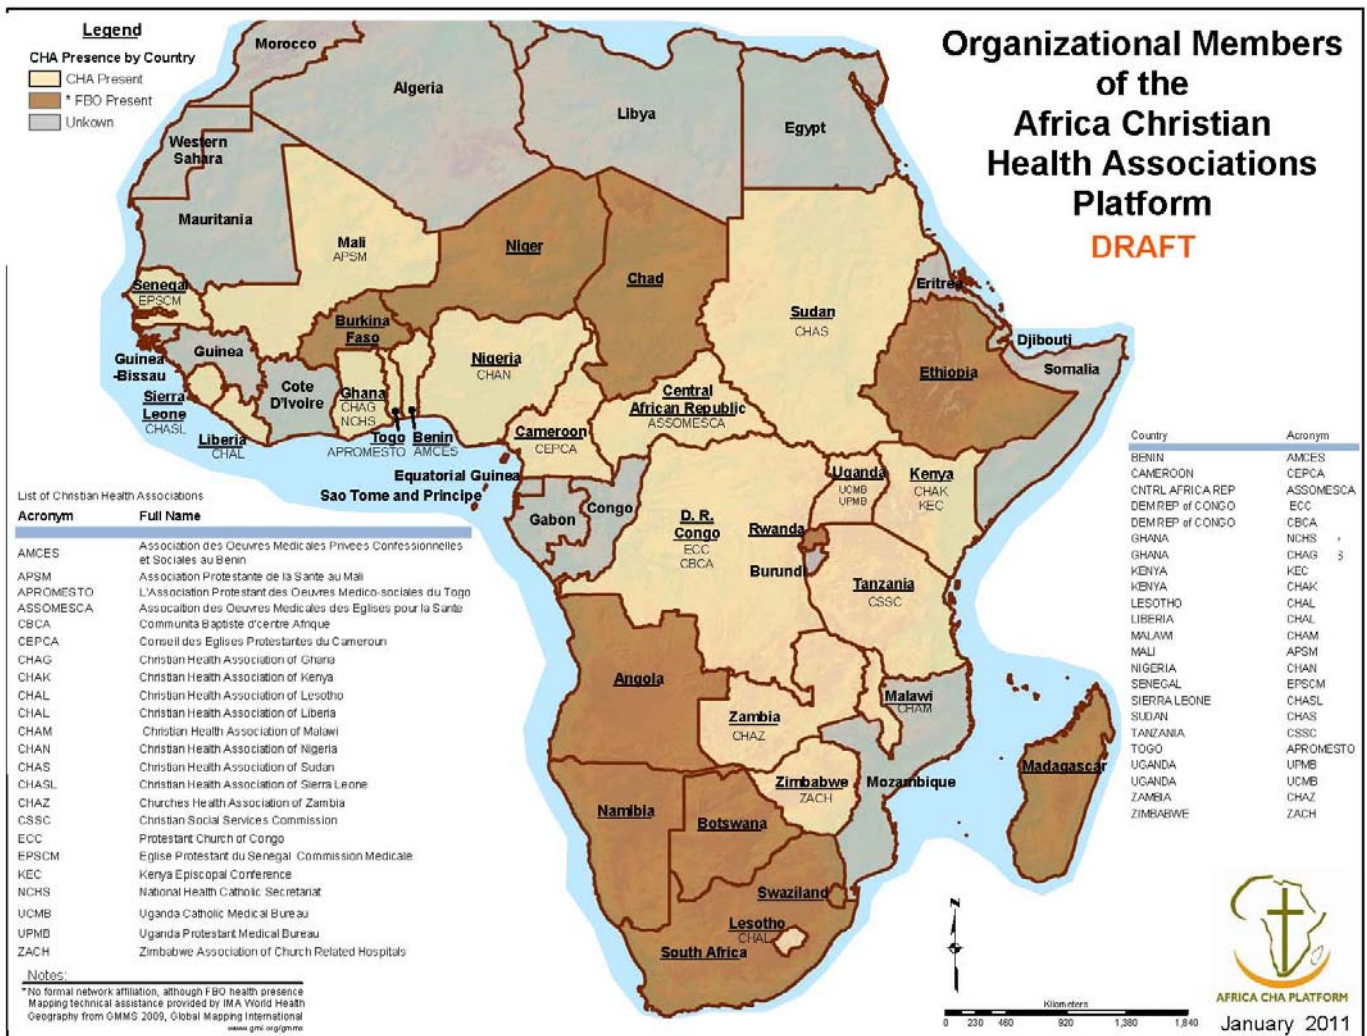 Legend
CHA Presence by Country
CHA Present
* FBO Present
Unkown
Organizational Members
of the
Africa Christian
Health Associations
Platform
DRAFT
Morocco
Algeria
Libya
Egypt
Western
Sahara
Mauritania
Mali
APSM
Niger
Chad
Sudan
CHAS
Eritrea
Djibouti
Somalia
Ethiopia
Senegal
EPSCM
Guinea
-Bissau
Guinea
Sierra
Leone
CHASL
Liberia
CHAL
Cote
D'Ivoire
Burkina
Faso
Ghana
CHAG
NCHS
Togo
APROMESTO
Benin
AMCES
Nigeria
CHAN
Cameroon
CEPCA
Central
African Republic
ASSOMESCA
Equatorial Guinea
Sao Tome and Principe
Gabon
Congo
D. R.
Congo
ECC
CBCA
Uganda
UCMB
UPMB
Kenya
CHAK
KEC
Rwanda
Burundi
Tanzania
CSSC
Angola
Zambia
CHAZ
Malawi
CHAM
Mozambique
Zimbabwe
ZACH
Namibia
Botswana
Swaziland
Lesotho
CHAL
South Africa
Madagascar
List of Christian Health Associations
Acronym Full Name
AMCES Association des Oeuvres Medicales Privees Confessionnelles
et Sociales au Benin
APSM Association Protestante de la Sante au Mali
APROMESTO L'Association Protestant des Oeuvres Medico-sociales du Togo
ASSOMESCA Assocaition des Oeuvres Medicales des Eglises pour la Sante
CBCA Communita Baptiste d'centre Afrique
CEPCA Conseil des Eglises Protestantes du Cameroun
CHAG Christian Health Association of Ghana
CHAK Christian Health Association of Kenya
CHAL Christian Health Association of Lesotho
CHAL Christian Health Association of Liberia
CHAM Christian Health Association of Malawi
CHAN Christian Health Association of Nigeria
CHAS Christian Health Association of Sudan
CHASL Christian Health Association of Sierra Leone
CHAZ Churches Health Association of Zambia
CSSC Christian Social Services Commission
ECC Protestant Church of Congo
EPSCM Eglise Protestant du Senegal Commission Medicale
KEC Kenya Episcopal Conference
NCHS National Health Catholic Secretariat
UCMB Uganda Catholic Medical Bureau
UPMB Uganda Protestant Medical Bureau
ZACH Zimbabwe Association of Church Related Hospitals
Notes:
*No formal network affiliation, although FBO health presence
Mapping technical assistance provided by IMA World Health
Geography from GMMS 2009, Global Mapping International
www.gmi.org/gmms
Country Acronym
BENIN AMCES
CAMEROON CEPCA
CNTRL AFRICA REP ASSOMESCA
DEM REP of CONGO ECC
DEM REP of CONGO CBCA
GHANA NCHS
GHANA CHAG S
KENYA KEC
KENYA CHAK
LESOTHO CHAL
LIBERIA CHAL
MALAWI CHAM
MALI APSM
NIGERIA CHAN
SENEGAL EPSCM
SIERRA LEONE CHASL
SUDAN CHAS
TANZANIA CSSC
TOGO APROMESTO
UGANDA UPMB
UGANDA UCMB
ZAMBIA CHAZ
ZIMBABWE ZACH
N
Kilometers
0 230 460 920 1,380 1,840
AFRICA CHA PLATFORM
January 2011